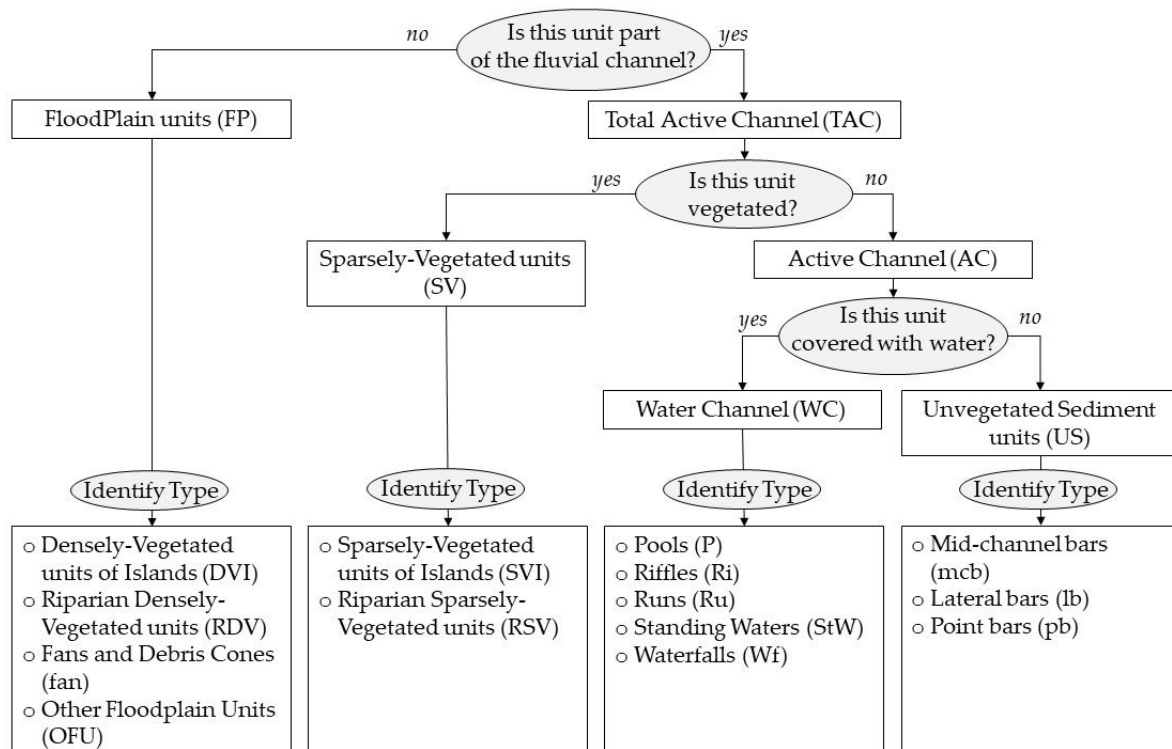 Is this unit part
of the fluvial channel?
no
yes
FloodPlain units (FP)
Total Active Channel (TAC)
Is this unit
vegetated?
yes
no
Sparsely-Vegetated units
(SV)
Active Channel (AC)
Is this unit
covered with water?
yes
no
Water Channel (WC)
Unvegetated Sediment
units (US)
Identify Type
Identify Type
Identify Type
Identify Type
o Densely-Vegetated
units of Islands (DVI)
o Riparian Densely-
Vegetated units (RDV)
o Fans and Debris Cones
(fan)
o Other Floodplain Units
(OFU)
o Sparsely-Vegetated
units of Islands (SVI)
o Riparian Sparsely-
Vegetated units (RSV)
o Pools (P)
o Riffles (Ri)
o Runs (Ru)
o Standing Waters (StW)
o Waterfalls (Wf)
o Mid-channel bars
(mcb)
o Lateral bars (lb)
o Point bars (pb)